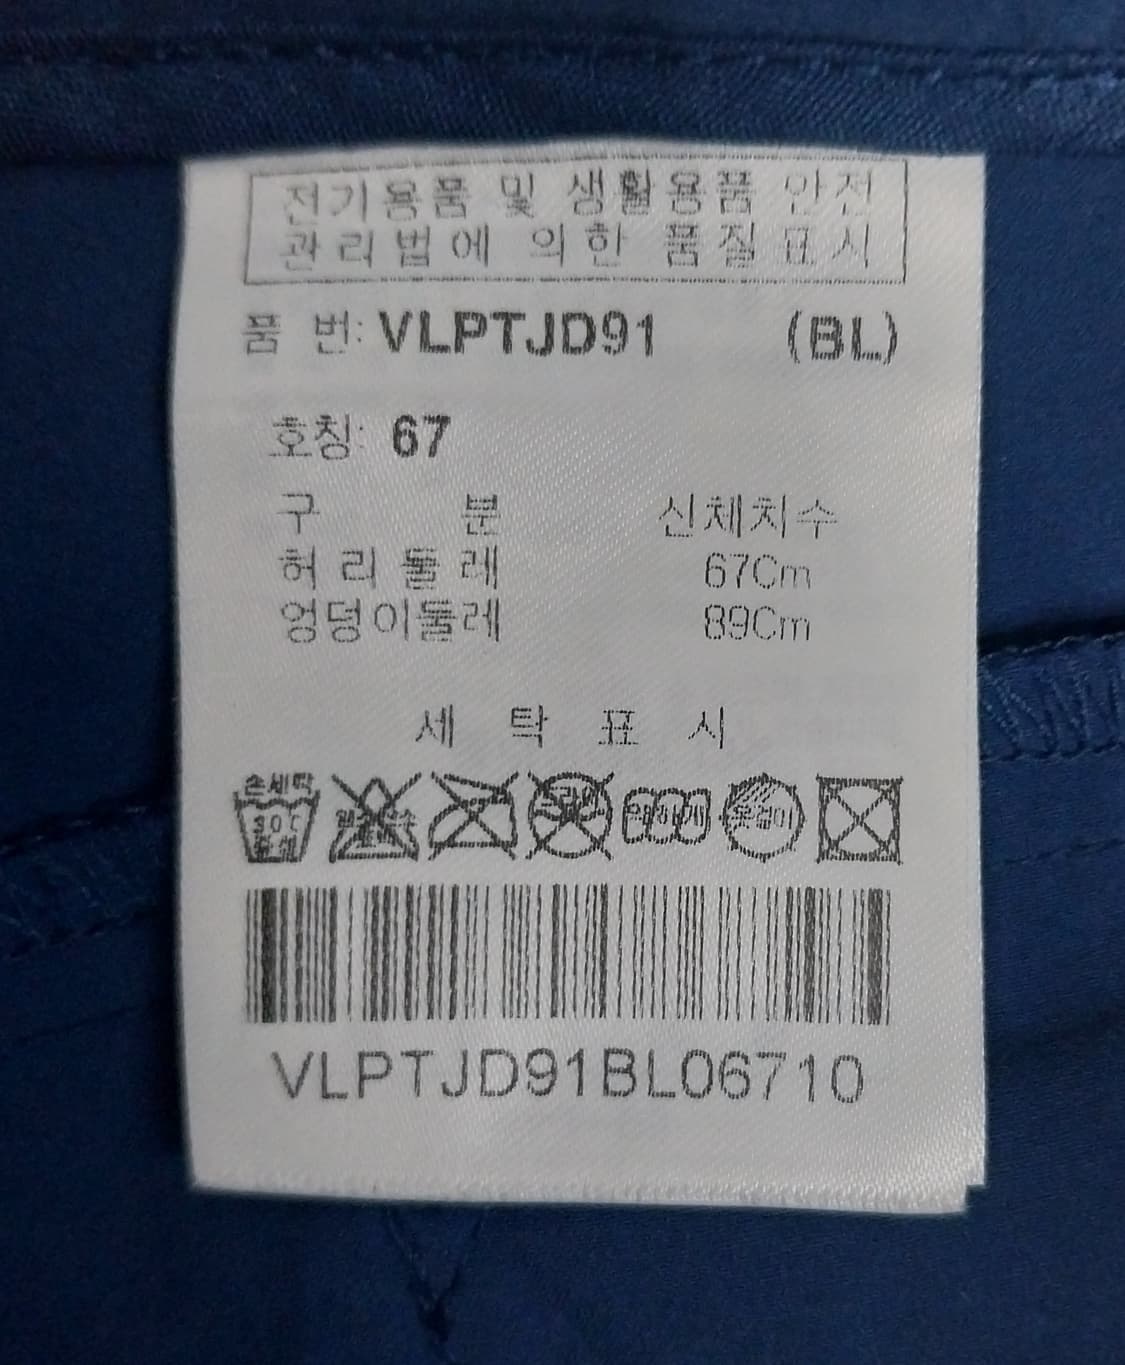 전기용품 및 생활용품 안전
관리법에 의한 품질표시
품 번: VLPTJD91 (BL)
호칭: 67
구 분 신체치수
허리둘레 67Cm
엉덩이둘레 89Cm
세 탁 표 시
손세탁
30℃
VLPTJD91BL06710